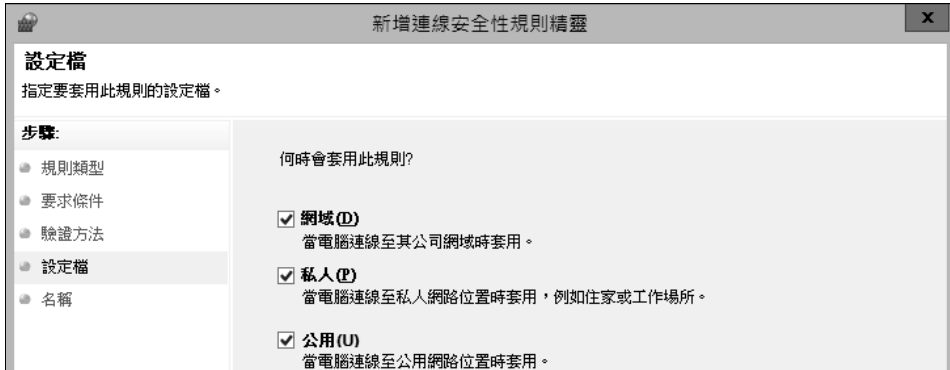 新增連線安全性規則精靈
x
設定檔
指定要套用此規則的設定檔。
步驟:
規則類型
要求條件
驗證方法
設定檔
名稱
何時會套用此規則?
網域(D)
當電腦連線至其公司網域時套用。
私人(P)
當電腦連線至私人網路位置時套用，例如住家或工作場所。
公用(U)
當電腦連線至公用網路位置時套用。